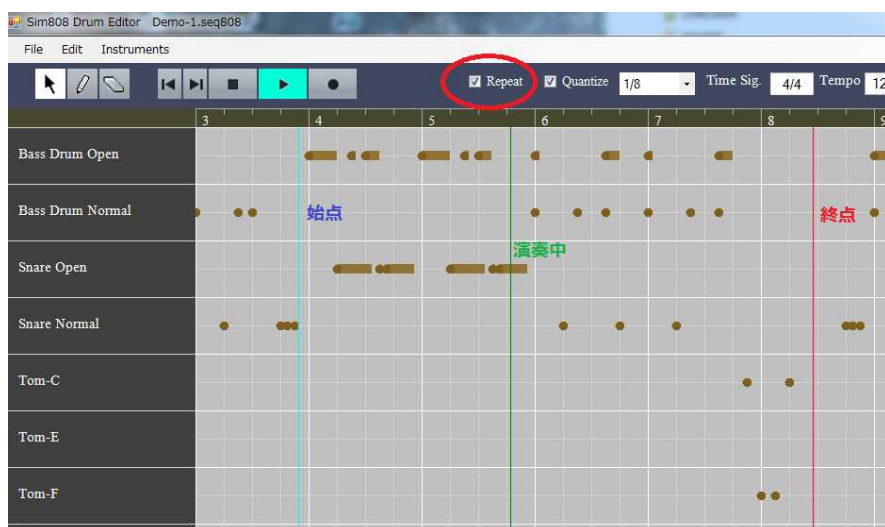 Sim808 Drum Editor Demo-1.seq808
File Edit Instruments
Repeat Quantize 1/8 Time Sig. 4/4 Tempo 12
3 4 5 6 7 8 9
Bass Drum Open
Bass Drum Normal 始点 終点
演奏中
Snare Open
Snare Normal
Tom-C
Tom-E
Tom-F